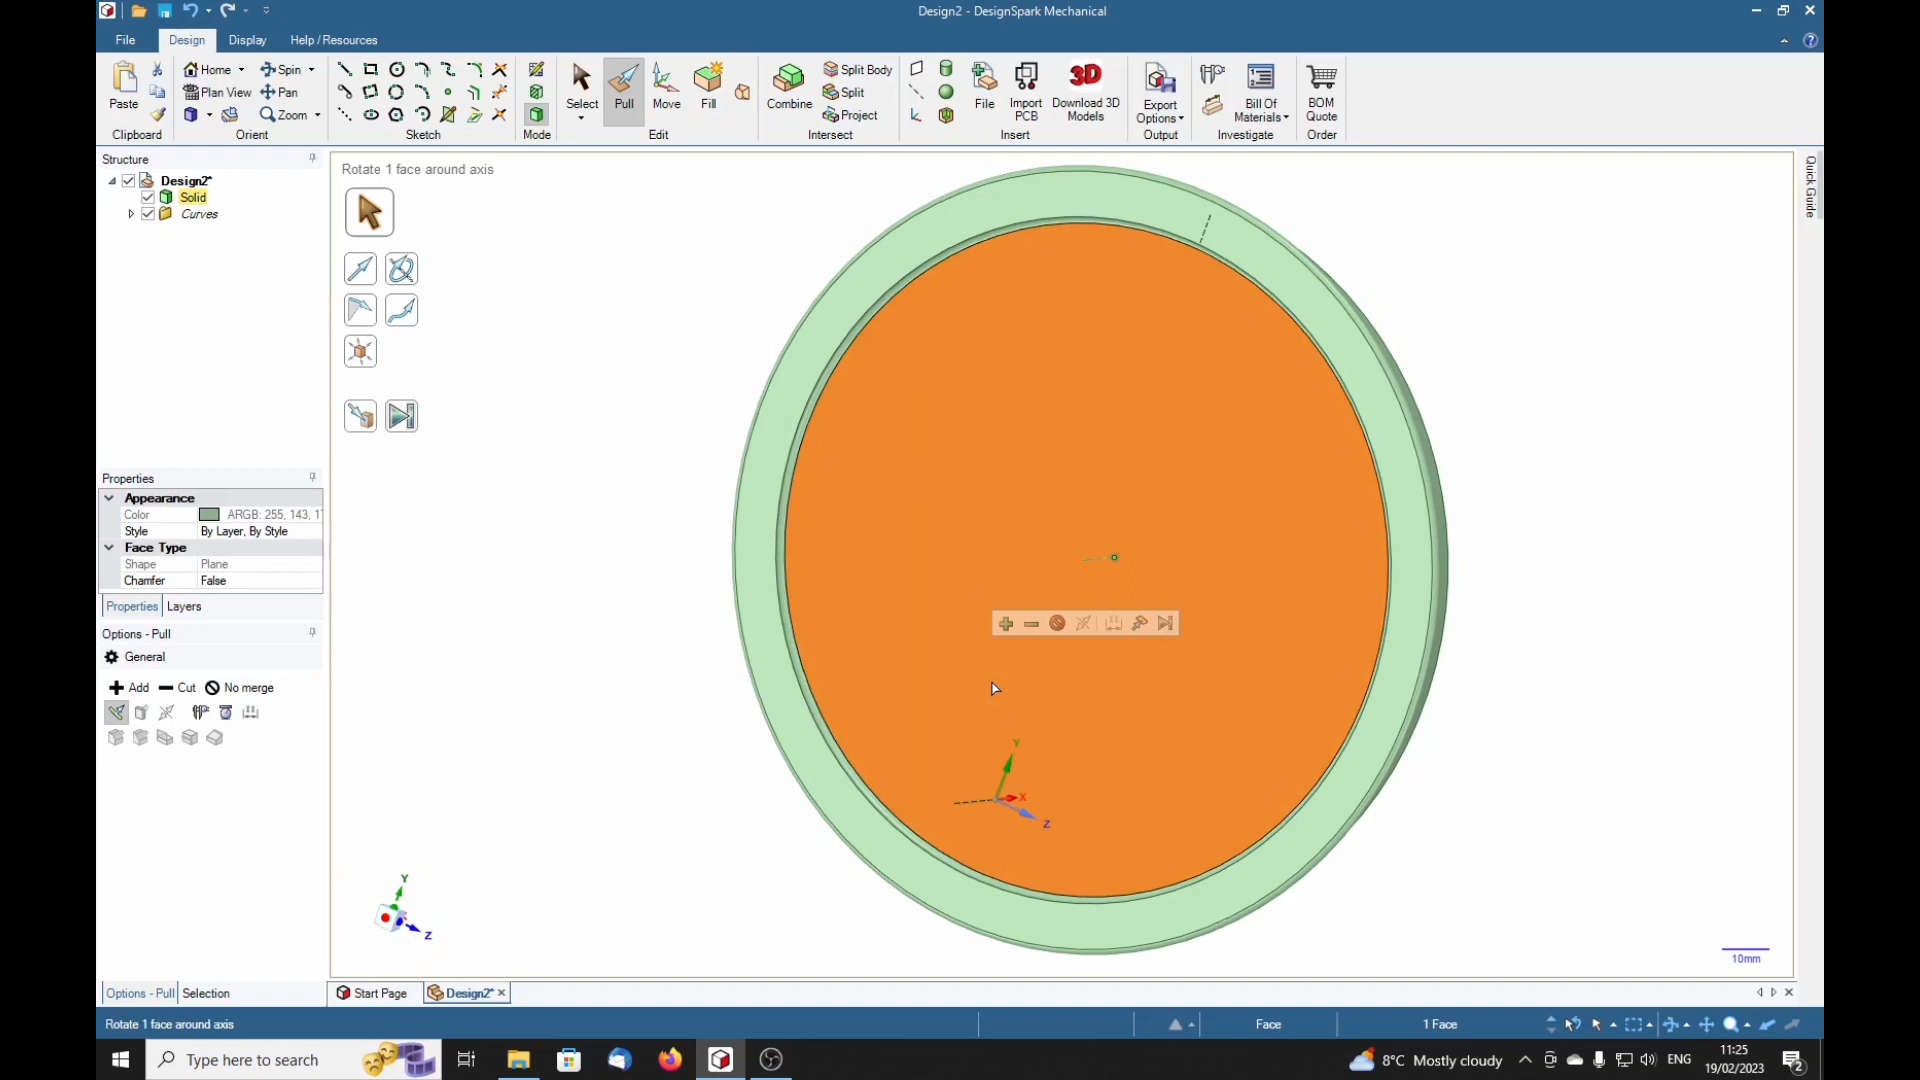 Design2 - DesignSpark Mechanical
File Design Display Help / Resources
Home Spin
Plan View Pan
Zoom
Paste
Select Pull Move Fill
Combine Split Body
Split
Project
File Import PCB Download 3D Models
3D
Export Options
Bill Of Materials
BOM Quote
Clipboard Orient Sketch Mode Edit Intersect Insert Output Investigate Order
Structure
Design2*
Solid
Curves
Rotate 1 face around axis
Quick Guide
Properties
Appearance
Color ARGB: 255, 143, 1
Style By Layer, By Style
Face Type
Shape Plane
Chamfer False
Properties Layers
Options - Pull
General
Add Cut No merge
Y
X
Z
Y
Z
10mm
Options - Pull Selection
Start Page Design2*
Rotate 1 face around axis Face 1 Face
Type here to search
8°C Mostly cloudy ENG
11:25
19/02/2023
2